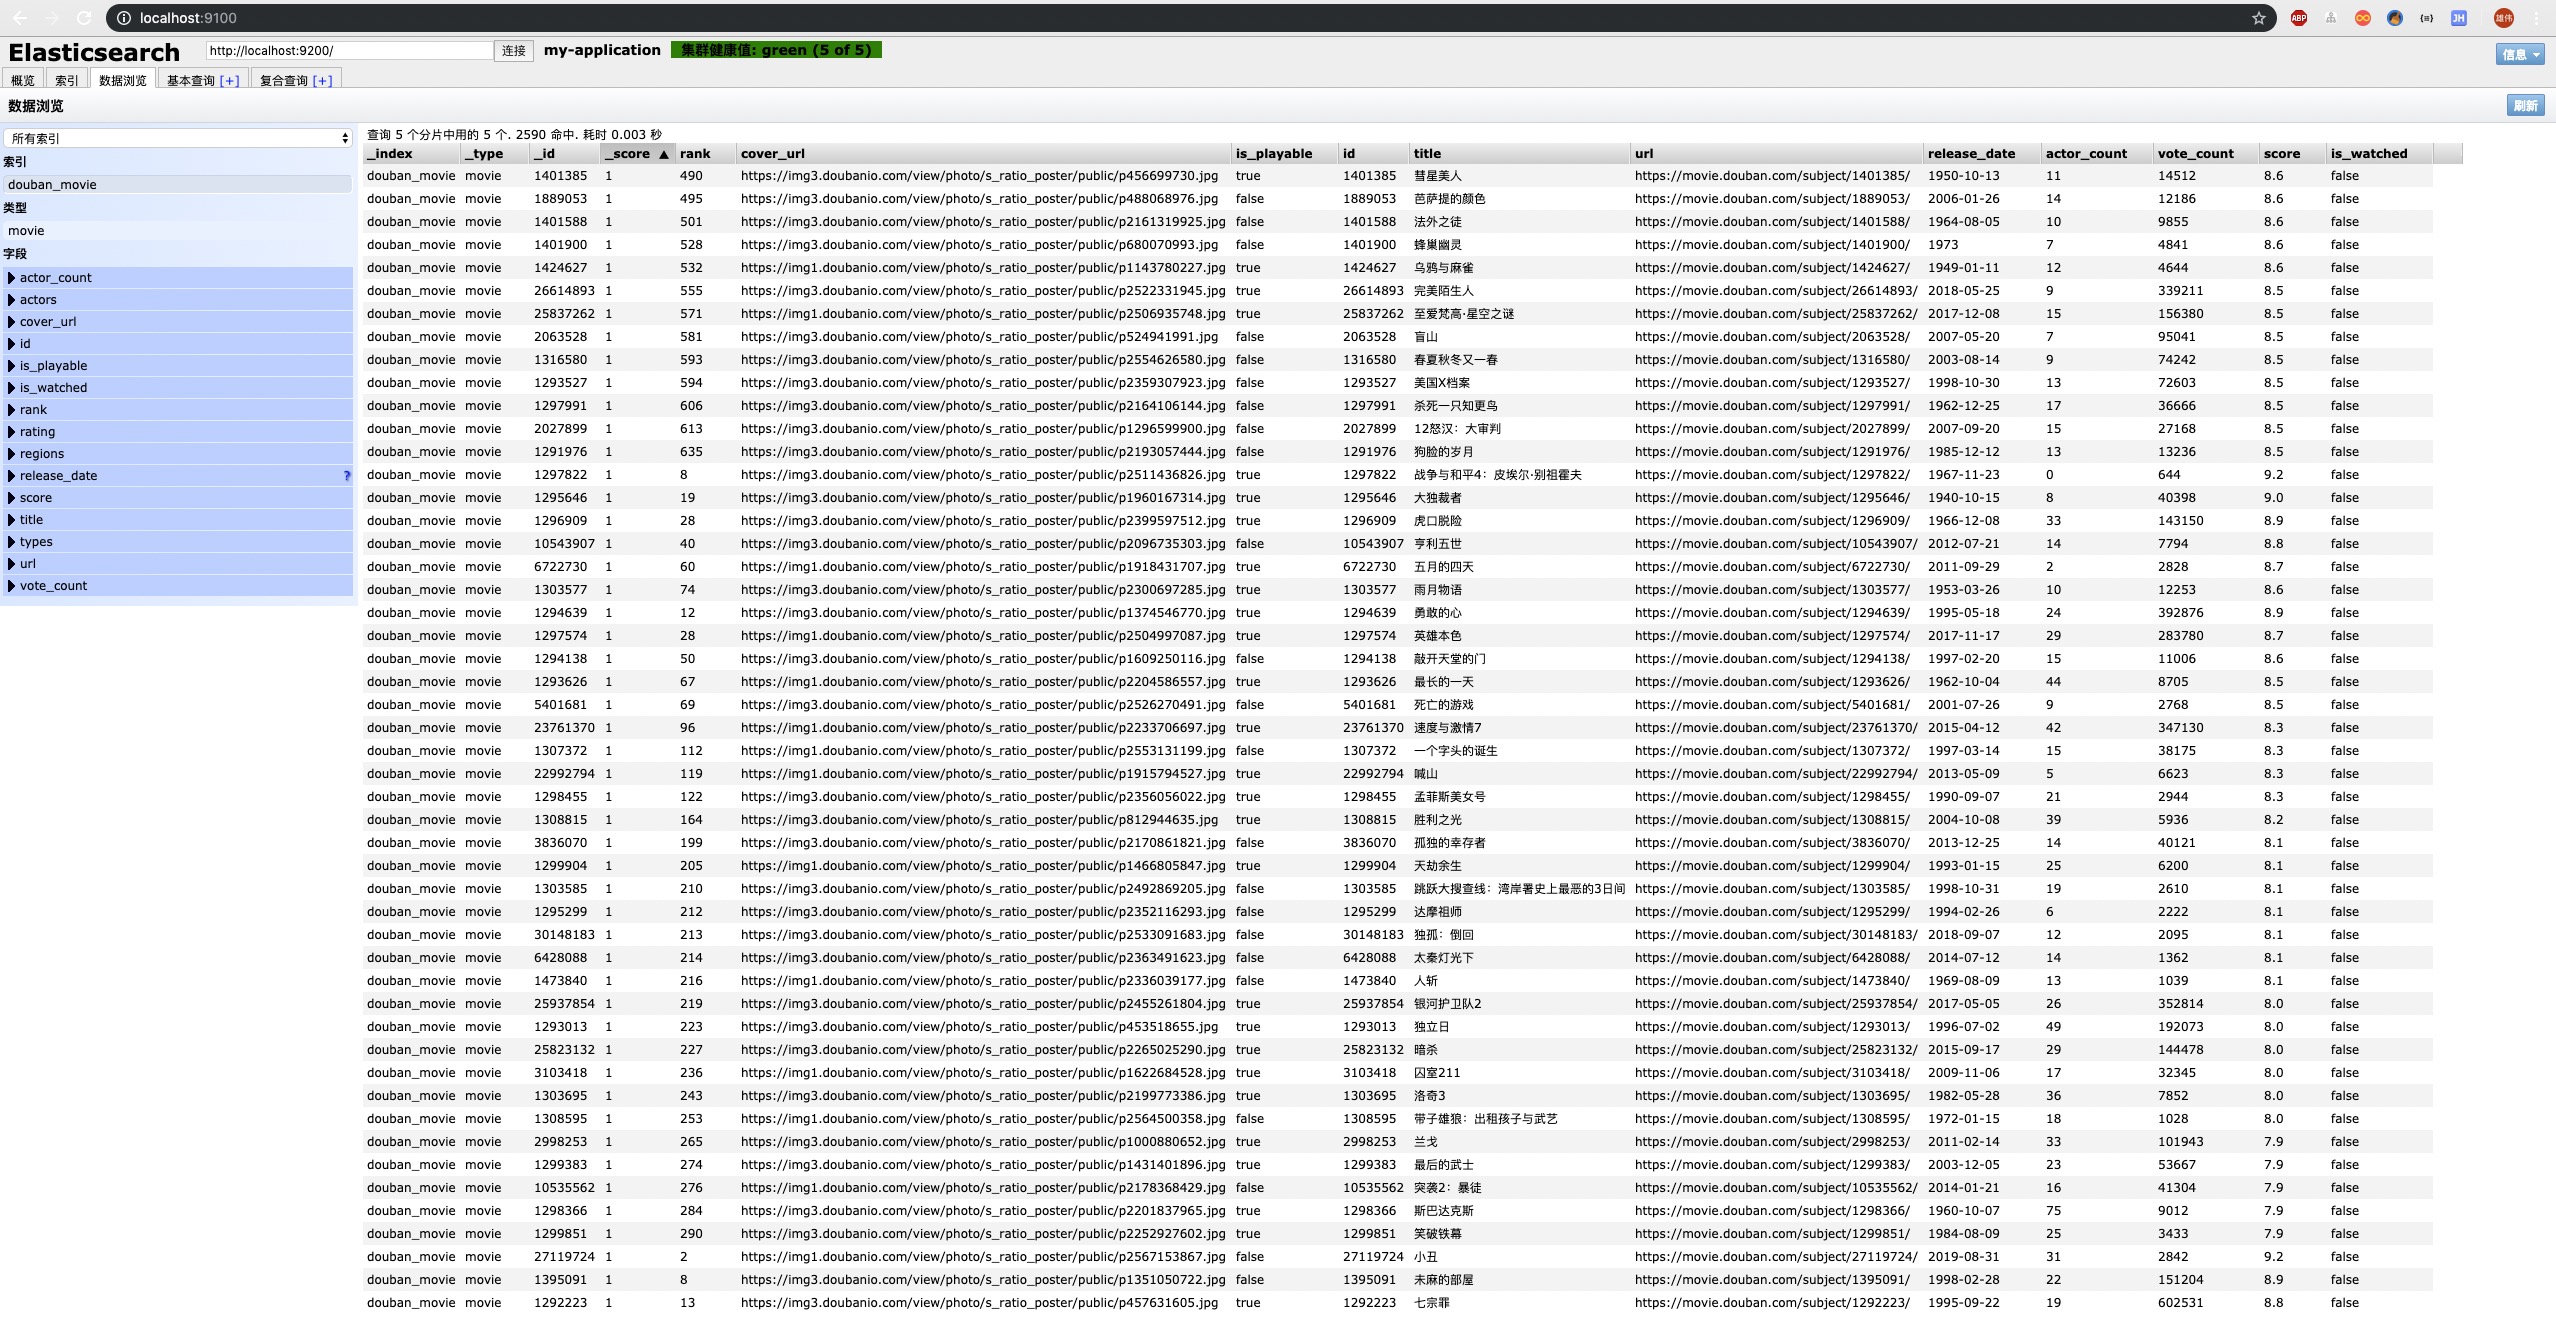 localhost:9100
ABP JH 雄伟
Elasticsearch http://localhost:9200/ 连接 my-application 集群健康值: green (5 of 5) 信息
概览 索引 数据浏览 基本查询 [+] 复合查询 [+]
数据浏览 刷新
所有索引
索引
douban_movie
类型
movie
字段
actor_count
actors
cover_url
id
is_playable
is_watched
rank
rating
regions
release_date ?
score
title
types
url
vote_count
查询 5 个分片中用的 5 个. 2590 命中. 耗时 0.003 秒
_index _type _id _score ▲ rank cover_url is_playable id title url release_date actor_count vote_count score is_watched
douban_movie movie 1401385 1 490 https://img3.doubanio.com/view/photo/s_ratio_poster/public/p456699730.jpg true 1401385 彗星美人 https://movie.douban.com/subject/1401385/ 1950-10-13 11 14512 8.6 false
douban_movie movie 1889053 1 495 https://img3.doubanio.com/view/photo/s_ratio_poster/public/p488068976.jpg false 1889053 芭萨提的颜色 https://movie.douban.com/subject/1889053/ 2006-01-26 14 12186 8.6 false
douban_movie movie 1401588 1 501 https://img3.doubanio.com/view/photo/s_ratio_poster/public/p2161319925.jpg false 1401588 法外之徒 https://movie.douban.com/subject/1401588/ 1964-08-05 10 9855 8.6 false
douban_movie movie 1401900 1 528 https://img3.doubanio.com/view/photo/s_ratio_poster/public/p680070993.jpg false 1401900 蜂巢幽灵 https://movie.douban.com/subject/1401900/ 1973 7 4841 8.6 false
douban_movie movie 1424627 1 532 https://img1.doubanio.com/view/photo/s_ratio_poster/public/p1143780227.jpg true 1424627 乌鸦与麻雀 https://movie.douban.com/subject/1424627/ 1949-01-11 12 4644 8.6 false
douban_movie movie 26614893 1 555 https://img3.doubanio.com/view/photo/s_ratio_poster/public/p2522331945.jpg true 26614893 完美陌生人 https://movie.douban.com/subject/26614893/ 2018-05-25 9 339211 8.5 false
douban_movie movie 25837262 1 571 https://img1.doubanio.com/view/photo/s_ratio_poster/public/p2506935748.jpg true 25837262 至爱梵高·星空之谜 https://movie.douban.com/subject/25837262/ 2017-12-08 15 156380 8.5 false
douban_movie movie 2063528 1 581 https://img3.doubanio.com/view/photo/s_ratio_poster/public/p524941991.jpg false 2063528 盲山 https://movie.douban.com/subject/2063528/ 2007-05-20 7 95041 8.5 false
douban_movie movie 1316580 1 593 https://img3.doubanio.com/view/photo/s_ratio_poster/public/p2554626580.jpg false 1316580 春夏秋冬又一春 https://movie.douban.com/subject/1316580/ 2003-08-14 9 74242 8.5 false
douban_movie movie 1293527 1 594 https://img3.doubanio.com/view/photo/s_ratio_poster/public/p2359307923.jpg false 1293527 美国X档案 https://movie.douban.com/subject/1293527/ 1998-10-30 13 72603 8.5 false
douban_movie movie 1297991 1 606 https://img3.doubanio.com/view/photo/s_ratio_poster/public/p2164106144.jpg false 1297991 杀死一只知更鸟 https://movie.douban.com/subject/1297991/ 1962-12-25 17 36666 8.5 false
douban_movie movie 2027899 1 613 https://img3.doubanio.com/view/photo/s_ratio_poster/public/p1296599900.jpg false 2027899 12怒汉：大审判 https://movie.douban.com/subject/2027899/ 2007-09-20 15 27168 8.5 false
douban_movie movie 1291976 1 635 https://img3.doubanio.com/view/photo/s_ratio_poster/public/p2193057444.jpg false 1291976 狗脸的岁月 https://movie.douban.com/subject/1291976/ 1985-12-12 13 13236 8.5 false
douban_movie movie 1297822 1 8 https://img3.doubanio.com/view/photo/s_ratio_poster/public/p2511436826.jpg true 1297822 战争与和平4：皮埃尔·别祖霍夫 https://movie.douban.com/subject/1297822/ 1967-11-23 0 644 9.2 false
douban_movie movie 1295646 1 19 https://img3.doubanio.com/view/photo/s_ratio_poster/public/p1960167314.jpg true 1295646 大独裁者 https://movie.douban.com/subject/1295646/ 1940-10-15 8 40398 9.0 false
douban_movie movie 1296909 1 28 https://img3.doubanio.com/view/photo/s_ratio_poster/public/p2399597512.jpg true 1296909 虎口脱险 https://movie.douban.com/subject/1296909/ 1966-12-08 33 143150 8.9 false
douban_movie movie 10543907 1 40 https://img3.doubanio.com/view/photo/s_ratio_poster/public/p2096735303.jpg false 10543907 亨利五世 https://movie.douban.com/subject/10543907/ 2012-07-21 14 7794 8.8 false
douban_movie movie 6722730 1 60 https://img1.doubanio.com/view/photo/s_ratio_poster/public/p1918431707.jpg true 6722730 五月的四天 https://movie.douban.com/subject/6722730/ 2011-09-29 2 2828 8.7 false
douban_movie movie 1303577 1 74 https://img3.doubanio.com/view/photo/s_ratio_poster/public/p2300697285.jpg true 1303577 雨月物语 https://movie.douban.com/subject/1303577/ 1953-03-26 10 12253 8.6 false
douban_movie movie 1294639 1 12 https://img3.doubanio.com/view/photo/s_ratio_poster/public/p1374546770.jpg true 1294639 勇敢的心 https://movie.douban.com/subject/1294639/ 1995-05-18 24 392876 8.9 false
douban_movie movie 1297574 1 28 https://img1.doubanio.com/view/photo/s_ratio_poster/public/p2504997087.jpg true 1297574 英雄本色 https://movie.douban.com/subject/1297574/ 2017-11-17 29 283780 8.7 false
douban_movie movie 1294138 1 50 https://img3.doubanio.com/view/photo/s_ratio_poster/public/p1609250116.jpg false 1294138 敲开天堂的门 https://movie.douban.com/subject/1294138/ 1997-02-20 15 11006 8.6 false
douban_movie movie 1293626 1 67 https://img1.doubanio.com/view/photo/s_ratio_poster/public/p2204586557.jpg true 1293626 最长的一天 https://movie.douban.com/subject/1293626/ 1962-10-04 44 8705 8.5 false
douban_movie movie 5401681 1 69 https://img3.doubanio.com/view/photo/s_ratio_poster/public/p2526270491.jpg false 5401681 死亡的游戏 https://movie.douban.com/subject/5401681/ 2001-07-26 9 2768 8.5 false
douban_movie movie 23761370 1 96 https://img1.doubanio.com/view/photo/s_ratio_poster/public/p2233706697.jpg true 23761370 速度与激情7 https://movie.douban.com/subject/23761370/ 2015-04-12 42 347130 8.3 false
douban_movie movie 1307372 1 112 https://img1.doubanio.com/view/photo/s_ratio_poster/public/p2553131199.jpg false 1307372 一个字头的诞生 https://movie.douban.com/subject/1307372/ 1997-03-14 15 38175 8.3 false
douban_movie movie 22992794 1 119 https://img1.doubanio.com/view/photo/s_ratio_poster/public/p1915794527.jpg true 22992794 喊山 https://movie.douban.com/subject/22992794/ 2013-05-09 5 6623 8.3 false
douban_movie movie 1298455 1 122 https://img3.doubanio.com/view/photo/s_ratio_poster/public/p2356056022.jpg true 1298455 孟菲斯美女号 https://movie.douban.com/subject/1298455/ 1990-09-07 21 2944 8.3 false
douban_movie movie 1308815 1 164 https://img3.doubanio.com/view/photo/s_ratio_poster/public/p812944635.jpg true 1308815 胜利之光 https://movie.douban.com/subject/1308815/ 2004-10-08 39 5936 8.2 false
douban_movie movie 3836070 1 199 https://img3.doubanio.com/view/photo/s_ratio_poster/public/p2170861821.jpg false 3836070 孤独的幸存者 https://movie.douban.com/subject/3836070/ 2013-12-25 14 40121 8.1 false
douban_movie movie 1299904 1 205 https://img1.doubanio.com/view/photo/s_ratio_poster/public/p1466805847.jpg true 1299904 天劫余生 https://movie.douban.com/subject/1299904/ 1993-01-15 25 6200 8.1 false
douban_movie movie 1303585 1 210 https://img3.doubanio.com/view/photo/s_ratio_poster/public/p2492869205.jpg false 1303585 跳跃大搜查线：湾岸署史上最恶的3日间 https://movie.douban.com/subject/1303585/ 1998-10-31 19 2610 8.1 false
douban_movie movie 1295299 1 212 https://img3.doubanio.com/view/photo/s_ratio_poster/public/p2352116293.jpg false 1295299 达摩祖师 https://movie.douban.com/subject/1295299/ 1994-02-26 6 2222 8.1 false
douban_movie movie 30148183 1 213 https://img3.doubanio.com/view/photo/s_ratio_poster/public/p2533091683.jpg false 30148183 独孤：倒回 https://movie.douban.com/subject/30148183/ 2018-09-07 12 2095 8.1 false
douban_movie movie 6428088 1 214 https://img3.doubanio.com/view/photo/s_ratio_poster/public/p2363491623.jpg false 6428088 太秦灯光下 https://movie.douban.com/subject/6428088/ 2014-07-12 14 1362 8.1 false
douban_movie movie 1473840 1 216 https://img1.doubanio.com/view/photo/s_ratio_poster/public/p2336039177.jpg false 1473840 人斩 https://movie.douban.com/subject/1473840/ 1969-08-09 13 1039 8.1 false
douban_movie movie 25937854 1 219 https://img3.doubanio.com/view/photo/s_ratio_poster/public/p2455261804.jpg true 25937854 银河护卫队2 https://movie.douban.com/subject/25937854/ 2017-05-05 26 352814 8.0 false
douban_movie movie 1293013 1 223 https://img3.doubanio.com/view/photo/s_ratio_poster/public/p453518655.jpg true 1293013 独立日 https://movie.douban.com/subject/1293013/ 1996-07-02 49 192073 8.0 false
douban_movie movie 25823132 1 227 https://img3.doubanio.com/view/photo/s_ratio_poster/public/p2265025290.jpg true 25823132 暗杀 https://movie.douban.com/subject/25823132/ 2015-09-17 29 144478 8.0 false
douban_movie movie 3103418 1 236 https://img1.doubanio.com/view/photo/s_ratio_poster/public/p1622684528.jpg true 3103418 囚室211 https://movie.douban.com/subject/3103418/ 2009-11-06 17 32345 8.0 false
douban_movie movie 1303695 1 243 https://img3.doubanio.com/view/photo/s_ratio_poster/public/p2199773386.jpg true 1303695 洛奇3 https://movie.douban.com/subject/1303695/ 1982-05-28 36 7852 8.0 false
douban_movie movie 1308595 1 253 https://img1.doubanio.com/view/photo/s_ratio_poster/public/p2564500358.jpg false 1308595 带子雄狼：出租孩子与武艺 https://movie.douban.com/subject/1308595/ 1972-01-15 18 1028 8.0 false
douban_movie movie 2998253 1 265 https://img3.doubanio.com/view/photo/s_ratio_poster/public/p1000880652.jpg true 2998253 兰戈 https://movie.douban.com/subject/2998253/ 2011-02-14 33 101943 7.9 false
douban_movie movie 1299383 1 274 https://img3.doubanio.com/view/photo/s_ratio_poster/public/p1431401896.jpg true 1299383 最后的武士 https://movie.douban.com/subject/1299383/ 2003-12-05 23 53667 7.9 false
douban_movie movie 10535562 1 276 https://img1.doubanio.com/view/photo/s_ratio_poster/public/p2178368429.jpg false 10535562 突袭2：暴徒 https://movie.douban.com/subject/10535562/ 2014-01-21 16 41304 7.9 false
douban_movie movie 1298366 1 284 https://img3.doubanio.com/view/photo/s_ratio_poster/public/p2201837965.jpg true 1298366 斯巴达克斯 https://movie.douban.com/subject/1298366/ 1960-10-07 75 9012 7.9 false
douban_movie movie 1299851 1 290 https://img3.doubanio.com/view/photo/s_ratio_poster/public/p2252927602.jpg true 1299851 笑破铁幕 https://movie.douban.com/subject/1299851/ 1984-08-09 25 3433 7.9 false
douban_movie movie 27119724 1 2 https://img1.doubanio.com/view/photo/s_ratio_poster/public/p2567153867.jpg false 27119724 小丑 https://movie.douban.com/subject/27119724/ 2019-08-31 31 2842 9.2 false
douban_movie movie 1395091 1 8 https://img3.doubanio.com/view/photo/s_ratio_poster/public/p1351050722.jpg false 1395091 未麻的部屋 https://movie.douban.com/subject/1395091/ 1998-02-28 22 151204 8.9 false
douban_movie movie 1292223 1 13 https://img3.doubanio.com/view/photo/s_ratio_poster/public/p457631605.jpg true 1292223 七宗罪 https://movie.douban.com/subject/1292223/ 1995-09-22 19 602531 8.8 false